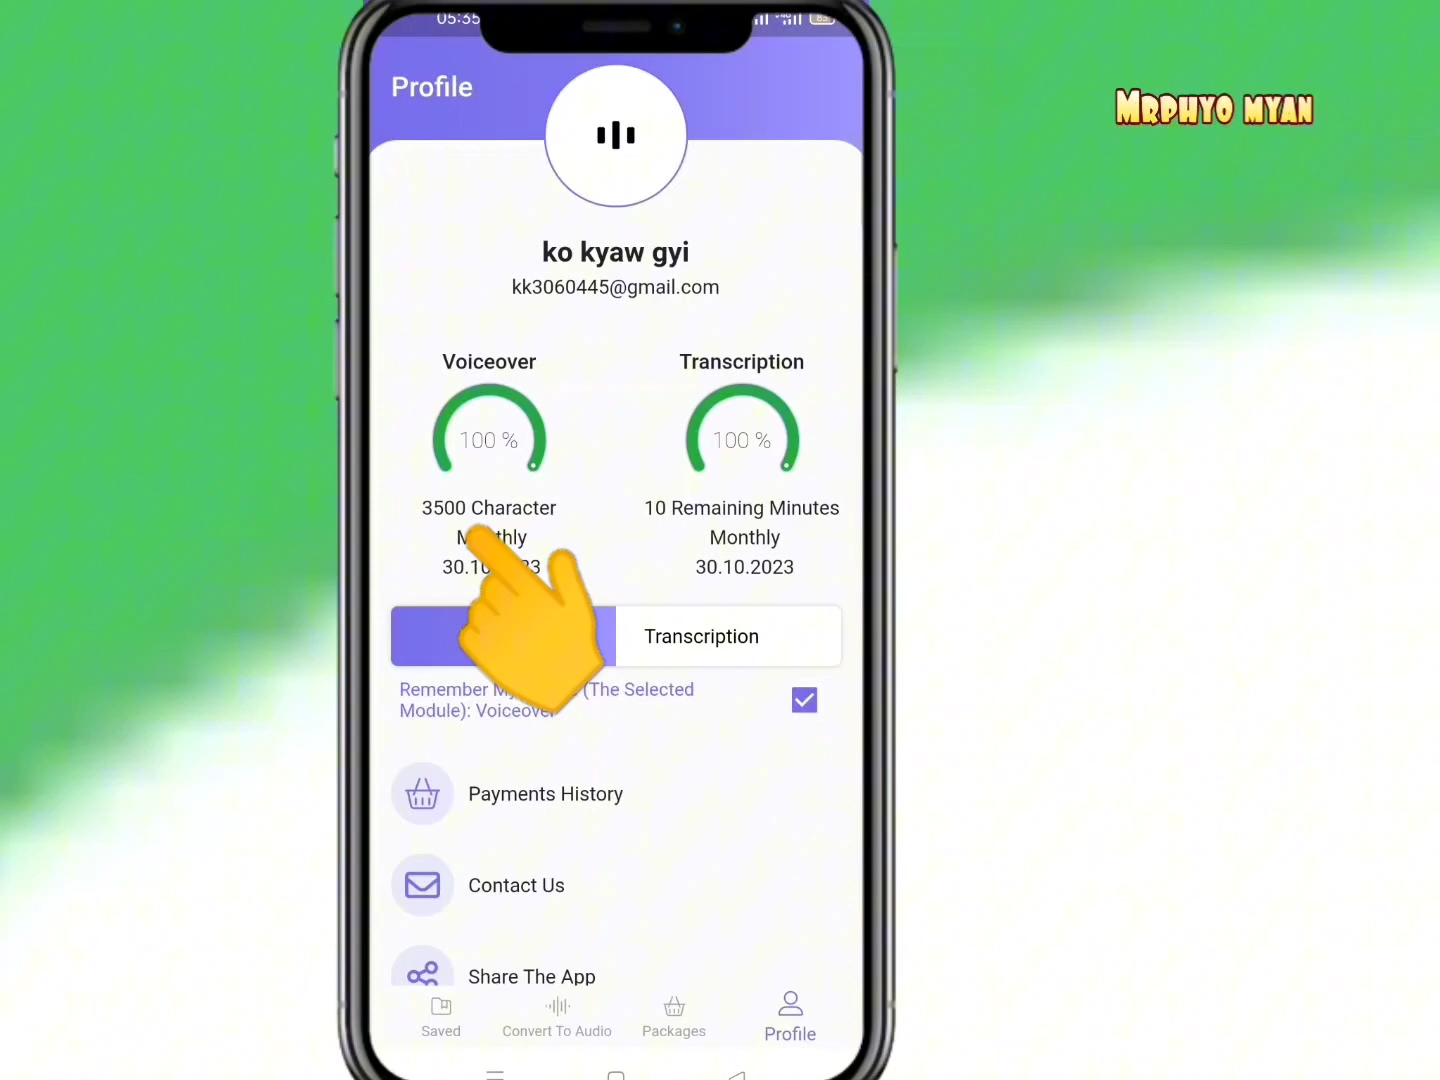 05:35
83
Profile
MRPHYO MYAN
ko kyaw gyi
kk3060445@gmail.com
Voiceover
Transcription
100 %
100 %
3500 Character
10 Remaining Minutes
Monthly
30.10.2023
Transcription
Remember (The Selected
Module): Voiceover
Payments History
Contact Us
Share The App
Saved
Convert To Audio
Packages
Profile